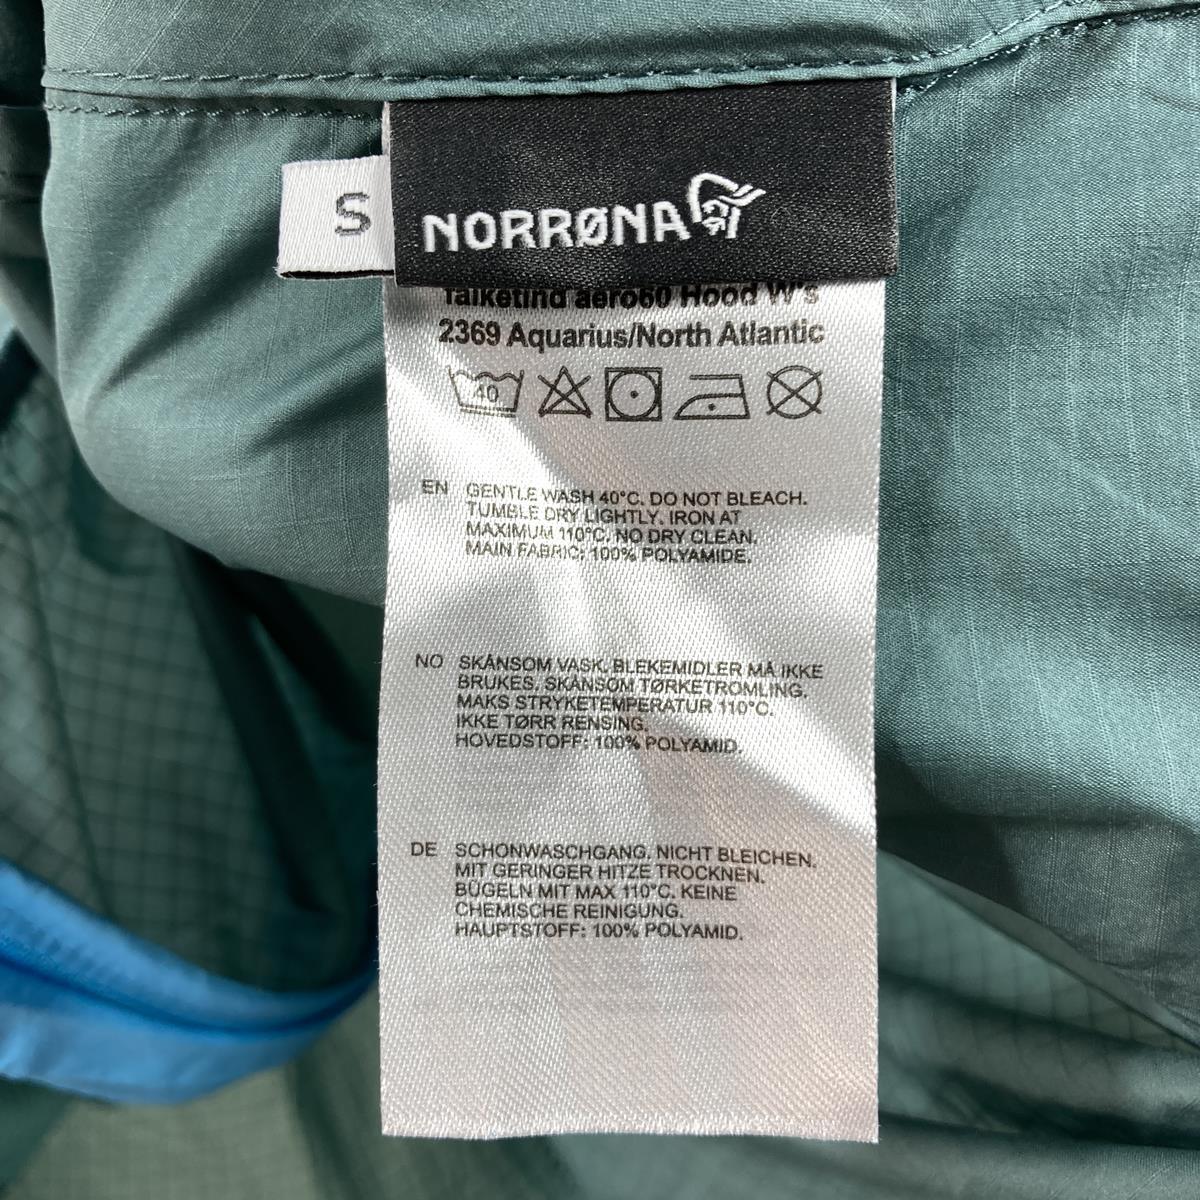 S
NORRØNA
falketind aero60 Hood W's
2369 Aquarius/North Atlantic
40
EN GENTLE WASH 40°C. DO NOT BLEACH.
TUMBLE DRY LIGHTLY. IRON AT
MAXIMUM 110°C. NO DRY CLEAN.
MAIN FABRIC: 100% POLYAMIDE.
NO SKÅNSOM VASK. BLEKEMIDLER MÅ IKKE
BRUKES. SKÅNSOM TØRKETROMLING.
MAKS STRYKETEMPERATUR 110°C.
IKKE TØRR RENSING.
HOVEDSTOFF: 100% POLYAMID.
DE SCHONWASCHGANG. NICHT BLEICHEN.
MIT GERINGER HITZE TROCKNEN.
BÜGELN MIT MAX 110°C. KEINE
CHEMISCHE REINIGUNG.
HAUPTSTOFF: 100% POLYAMID.